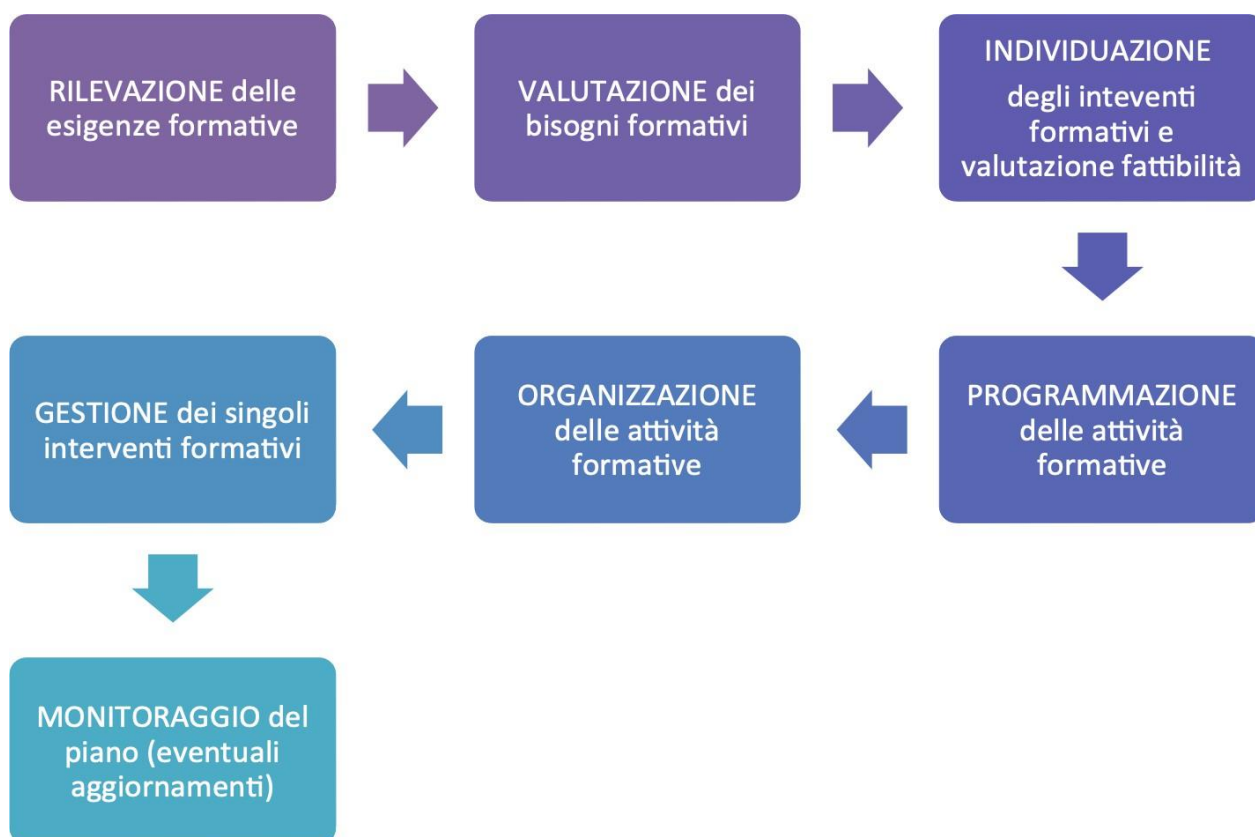 RILEVAZIONE delle
esigenze formative
VALUTAZIONE dei
bisogni formativi
INDIVIDUAZIONE
degli inteventi
formativi e
valutazione fattibilità
PROGRAMMAZIONE
delle attività
formative
ORGANIZZAZIONE
delle attività
formative
GESTIONE dei singoli
interventi formativi
MONITORAGGIO del
piano (eventuali
aggiornamenti)